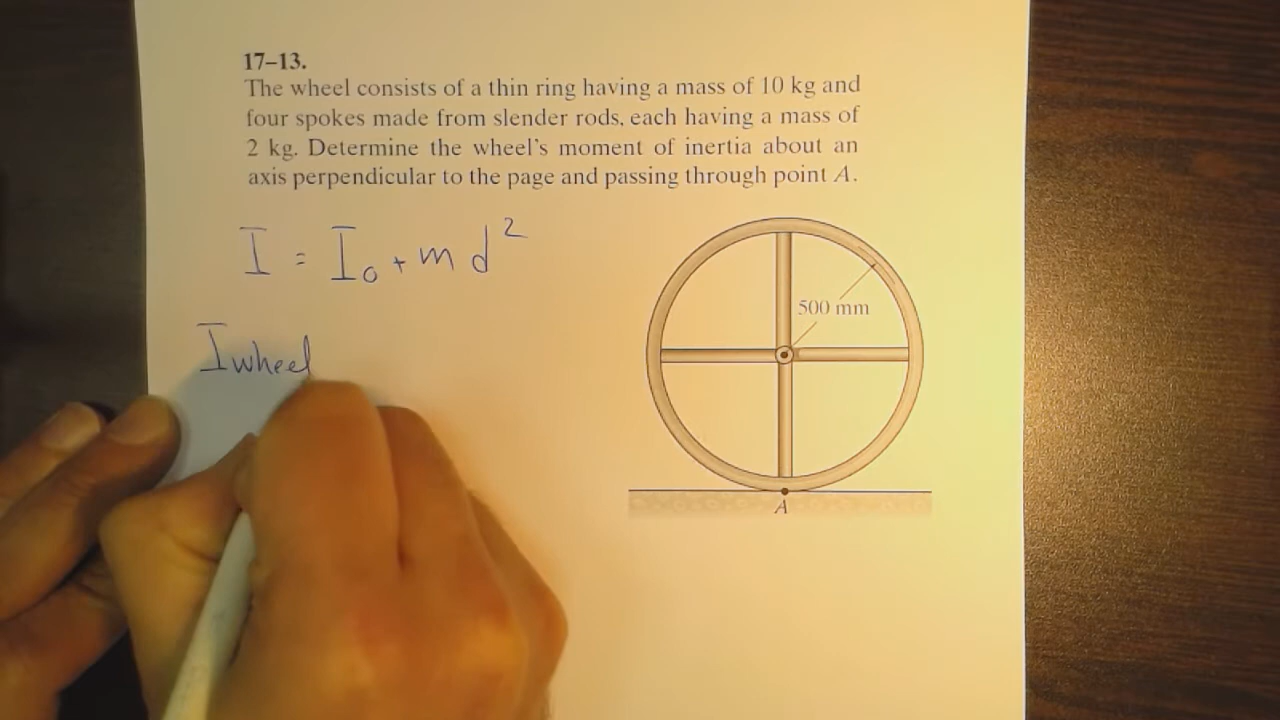 17–13.
The wheel consists of a thin ring having a mass of 10 kg and
four spokes made from slender rods, each having a mass of
2 kg. Determine the wheel's moment of inertia about an
axis perpendicular to the page and passing through point A.
I = I₀ + md²
I wheel
500 mm
A